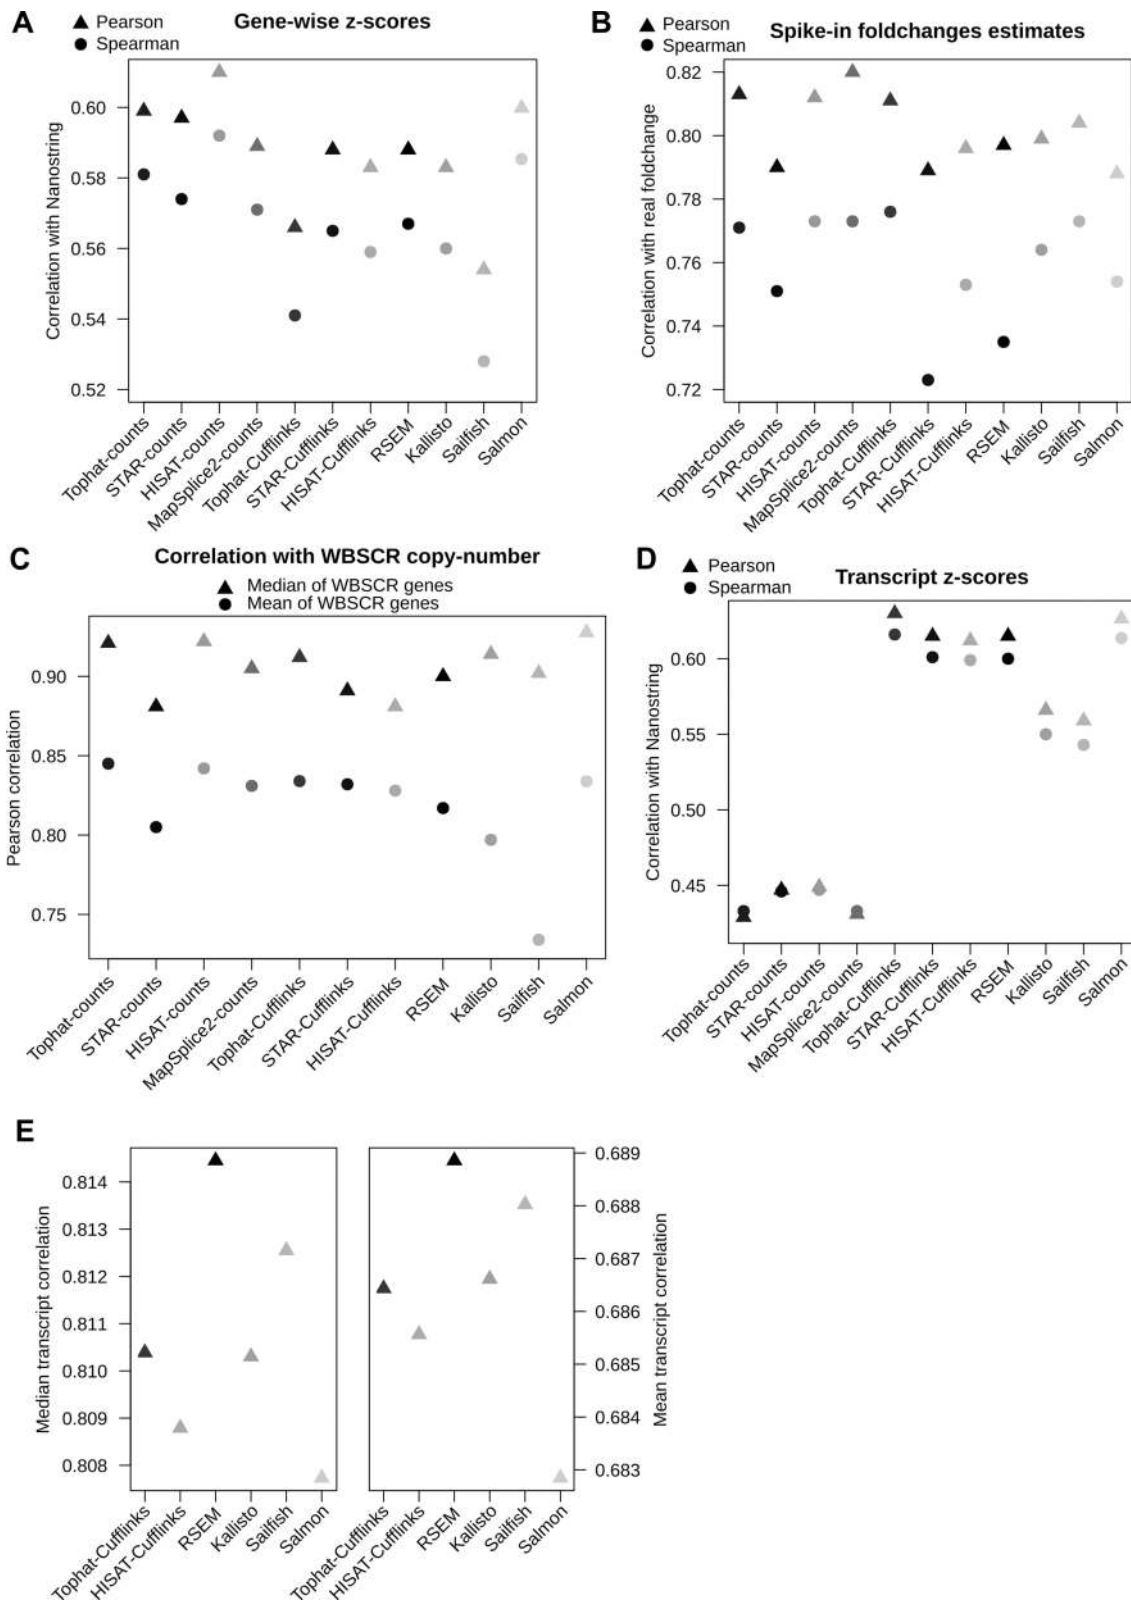 A
Gene-wise z-scores
Pearson
Spearman
Correlation with Nanostring
0.60
0.58
0.56
0.54
0.52
Tophat-counts
STAR-counts
HISAT-counts
MapSplice2-counts
Tophat-Cufflinks
STAR-Cufflinks
HISAT-Cufflinks
RSEM
Kallisto
Sailfish
Salmon
B
Spike-in foldchanges estimates
Pearson
Spearman
Correlation with real foldchange
0.82
0.80
0.78
0.76
0.74
0.72
Tophat-counts
STAR-counts
HISAT-counts
MapSplice2-counts
Tophat-Cufflinks
STAR-Cufflinks
HISAT-Cufflinks
RSEM
Kallisto
Sailfish
Salmon
C
Correlation with WBSCR copy-number
Median of WBSCR genes
Mean of WBSCR genes
Pearson correlation
0.90
0.85
0.80
0.75
Tophat-counts
STAR-counts
HISAT-counts
MapSplice2-counts
Tophat-Cufflinks
STAR-Cufflinks
HISAT-Cufflinks
RSEM
Kallisto
Sailfish
Salmon
D
Transcript z-scores
Pearson
Spearman
Correlation with Nanostring
0.60
0.55
0.50
0.45
Tophat-counts
STAR-counts
HISAT-counts
MapSplice2-counts
Tophat-Cufflinks
STAR-Cufflinks
HISAT-Cufflinks
RSEM
Kallisto
Sailfish
Salmon
E
Median transcript correlation
0.814
0.813
0.812
0.811
0.810
0.809
0.808
Tophat-Cufflinks
HISAT-Cufflinks
RSEM
Kallisto
Sailfish
Salmon
Mean transcript correlation
0.689
0.688
0.687
0.686
0.685
0.684
0.683
Tophat-Cufflinks
HISAT-Cufflinks
RSEM
Kallisto
Sailfish
Salmon